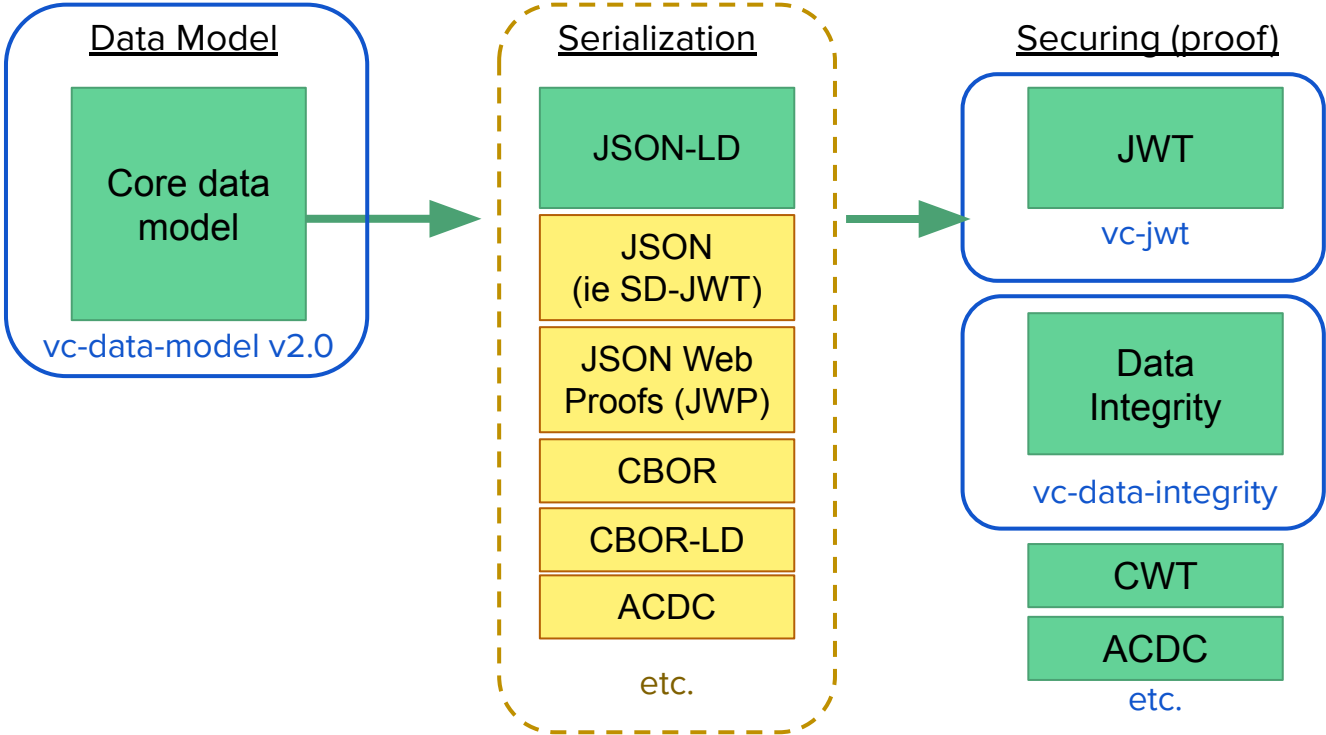 Data Model
Core data
model
vc-data-model v2.0
Serialization
JSON-LD
JSON
(ie SD-JWT)
JSON Web
Proofs (JWP)
CBOR
CBOR-LD
ACDC
etc.
Securing (proof)
JWT
vc-jwt
Data
Integrity
vc-data-integrity
CWT
ACDC
etc.